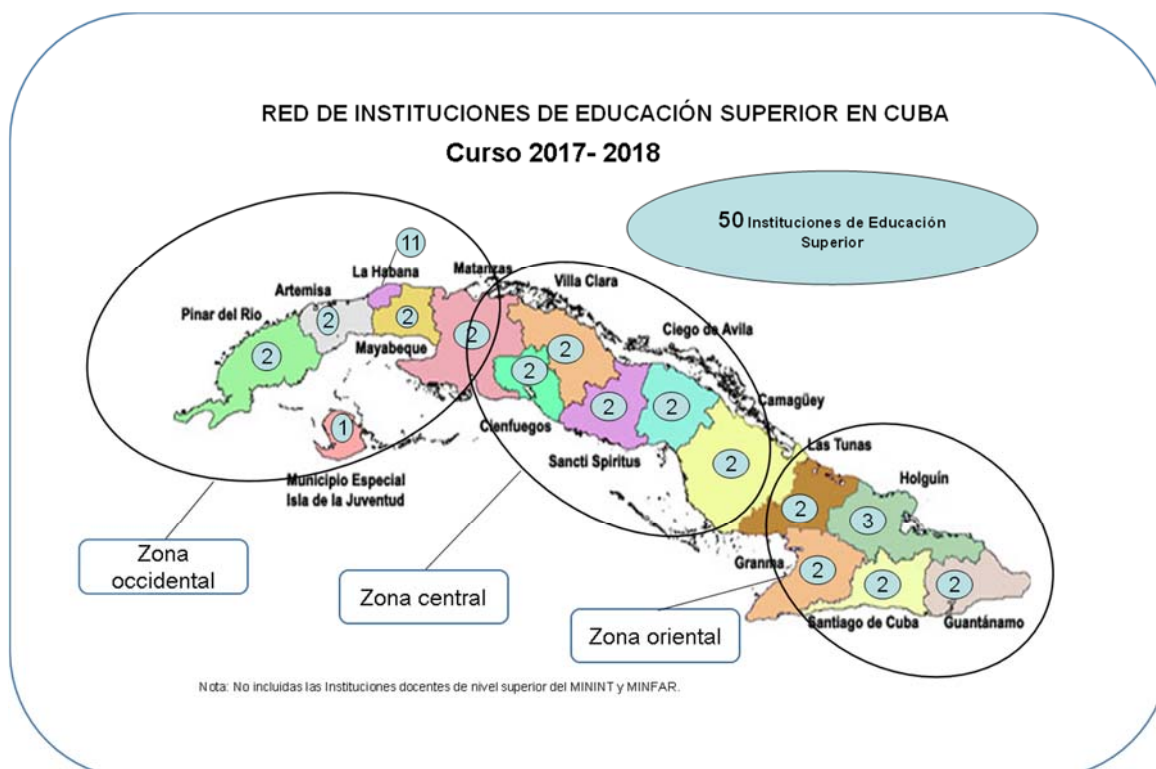 RED DE INSTITUCIONES DE EDUCACIÓN SUPERIOR EN CUBA
Curso 2017- 2018
50 Instituciones de Educación
Superior
11
La Habana
Matanzas
Villa Clara
Artemisa
Pinar del Rio
2
2
2
2
2
Ciego de Avila
Mayabeque
2
2
2
2
Camagüey
1
Cienfuegos
Sancti Spiritus
Las Tunas
Municipio Especial
Isla de la Juventud
Holguín
2
3
Granma
2
2
2
Santiago de Cuba
Guantánamo
Zona
occidental
Zona central
Zona oriental
Nota: No incluidas las Instituciones docentes de nivel superior del MININT y MINFAR.